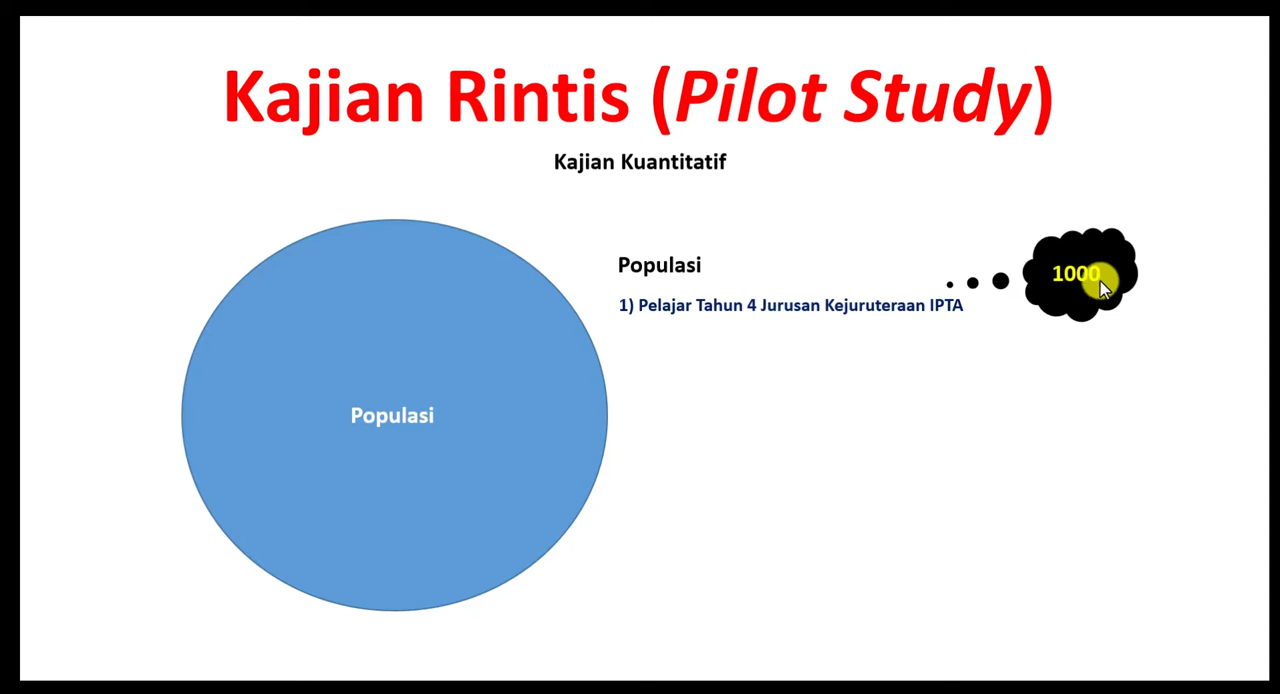 Kajian Rintis (Pilot Study)
Kajian Kuantitatif
Populasi
1000
1) Pelajar Tahun 4 Jurusan Kejuruteraan IPTA
Populasi